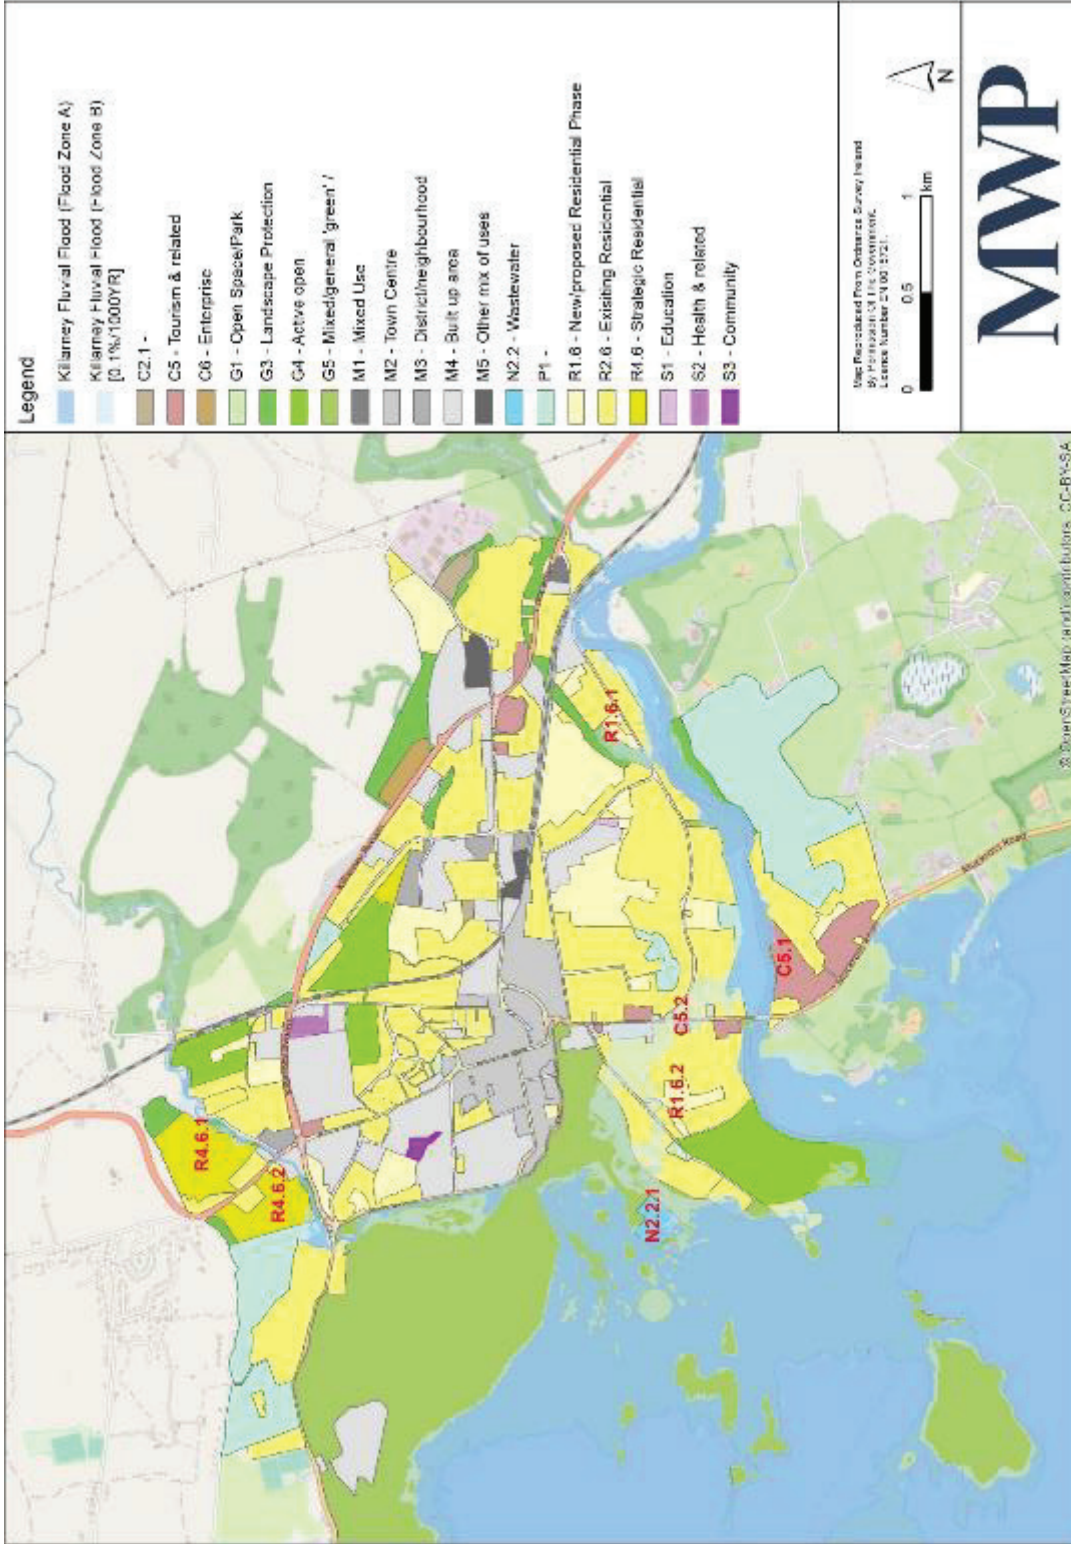 Legend
Killarney Fluvial Flood (Flood Zone A)
Killarney Fluvial Flood (Flood Zone B)
[0.1%/1000YR]
C2.1 -
C5 - Tourism & related
C6 - Enterprise
G1 - Open Space/Park
G3 - Landscape Protection
G4 - Active open
G5 - Mixed/general 'green' /
M1 - Mixed Use
M2 - Town Centre
M3 - District/neighbourhood
M4 - Built up area
M5 - Other mix of uses
N2.2 - Wastewater
P1 -
R1.6 - New/proposed Residential Phase
R2.6 - Exisiting Residential
R4.6 - Strategic Residential
S1 - Education
S2 - Health & related
S3 - Community
Map Reproduced From Ordnance Survey Ireland
By Permission Of The Government.
Licence Number
N
0
0.5
1
km
MWP
R4.6.1
R4.6.2
R1.6.1
R1.6.2
C5.2
C5.1
N2.2.1
Muckross Road
© OpenStreetMap (and) contributors, CC-BY-SA